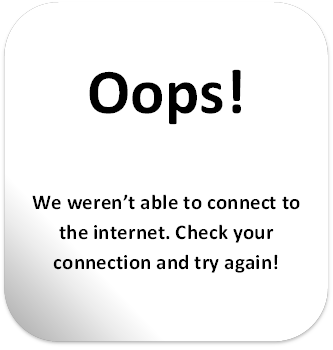 Oops!
We weren't able to connect to
the internet. Check your
connection and try again!